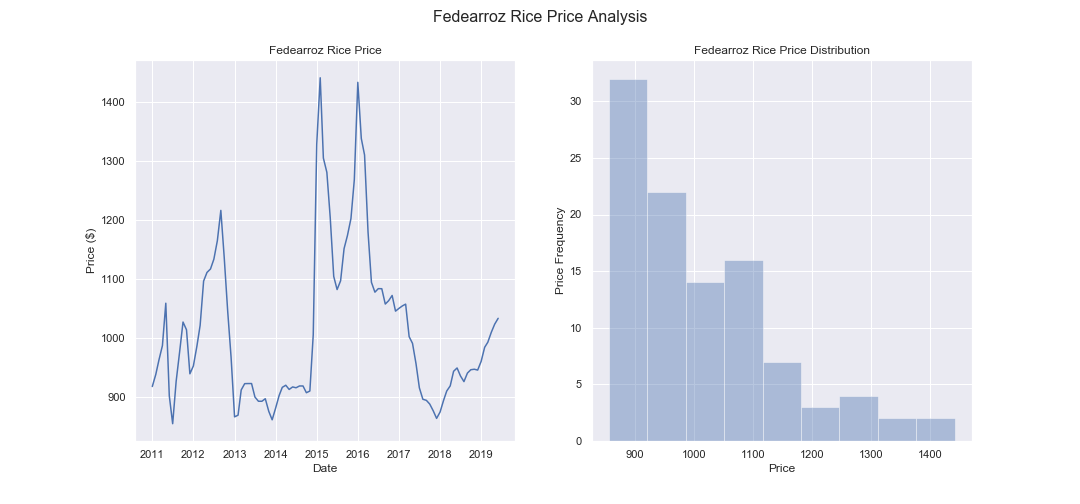 Fedearroz Rice Price Analysis
Fedearroz Rice Price
Price ($)
1400
1300
1200
1100
1000
900
2011 2012 2013 2014 2015 2016 2017 2018 2019
Date
Fedearroz Rice Price Distribution
Price Frequency
30
25
20
15
10
5
0
900 1000 1100 1200 1300 1400
Price